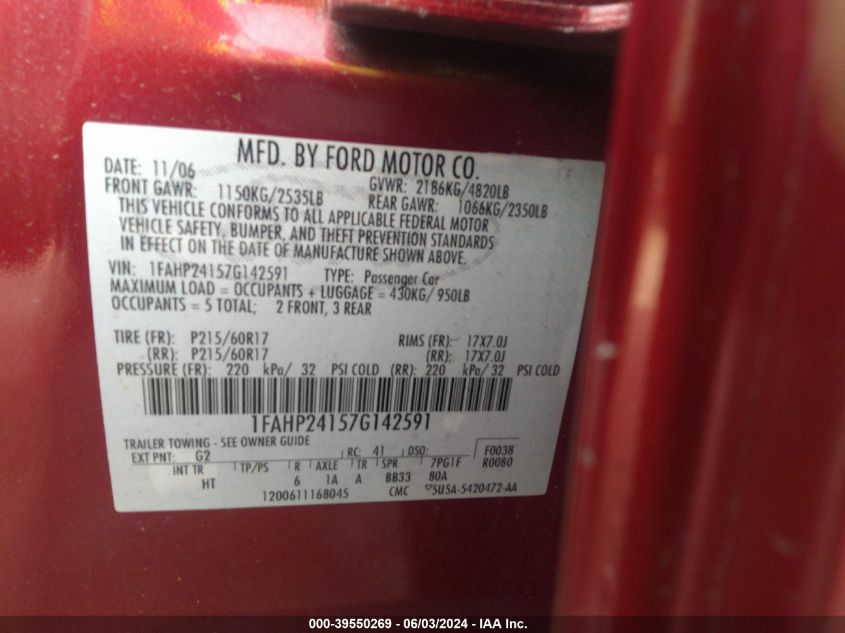 MFD. BY FORD MOTOR CO.
DATE: 11/06 GVWR: 2186KG/4820LB
FRONT GAWR: 1150KG/2535LB REAR GAWR: 1066KG/2350LB
THIS VEHICLE CONFORMS TO ALL APPLICABLE FEDERAL MOTOR
VEHICLE SAFETY, BUMPER, AND THEFT PREVENTION STANDARDS
IN EFFECT ON THE DATE OF MANUFACTURE SHOWN ABOVE.
VIN: 1FAHP24157G142591 TYPE: Passenger Car
MAXIMUM LOAD = OCCUPANTS + LUGGAGE = 430KG/ 950LB
OCCUPANTS = 5 TOTAL; 2 FRONT, 3 REAR
TIRE (FR): P215/60R17 RIMS (FR): 17X7.0J
(RR): P215/60R17 (RR): 17X7.0J
PRESSURE (FR): 220 kPa/ 32 PSI COLD (RR): 220 kPa/ 32 PSI COLD
1FAHP24157G142591
TRAILER TOWING - SEE OWNER GUIDE
EXT PNT: G2 RC: 41 DSO: F0038
INT TR TP/PS R AXLE TR SPR 7PG1F R0080
HT 6 1A A BB33 80A
1200611168045 CMC 5U5A-5420472-AA
000-39550269 - 06/03/2024 - IAA Inc.